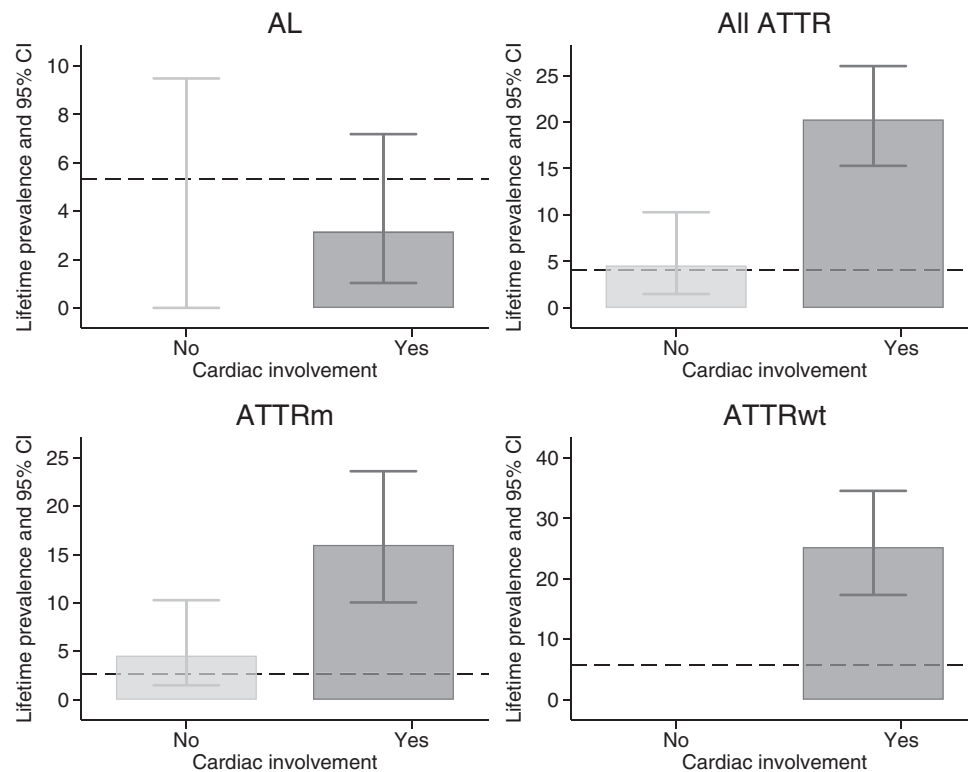 AL
Lifetime prevalence and 95% CI
10
8
6
4
2
0
No
Yes
Cardiac involvement
All ATTR
Lifetime prevalence and 95% CI
25
20
15
10
5
0
No
Yes
Cardiac involvement
ATTRm
Lifetime prevalence and 95% CI
25
20
15
10
5
0
No
Yes
Cardiac involvement
ATTRwt
Lifetime prevalence and 95% CI
40
30
20
10
0
No
Yes
Cardiac involvement